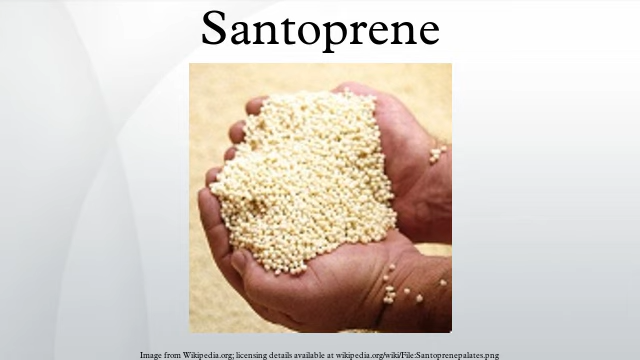 Santoprene
Image from Wikipedia.org; licensing details available at wikipedia.org/wiki/File:Santoprenepalates.png